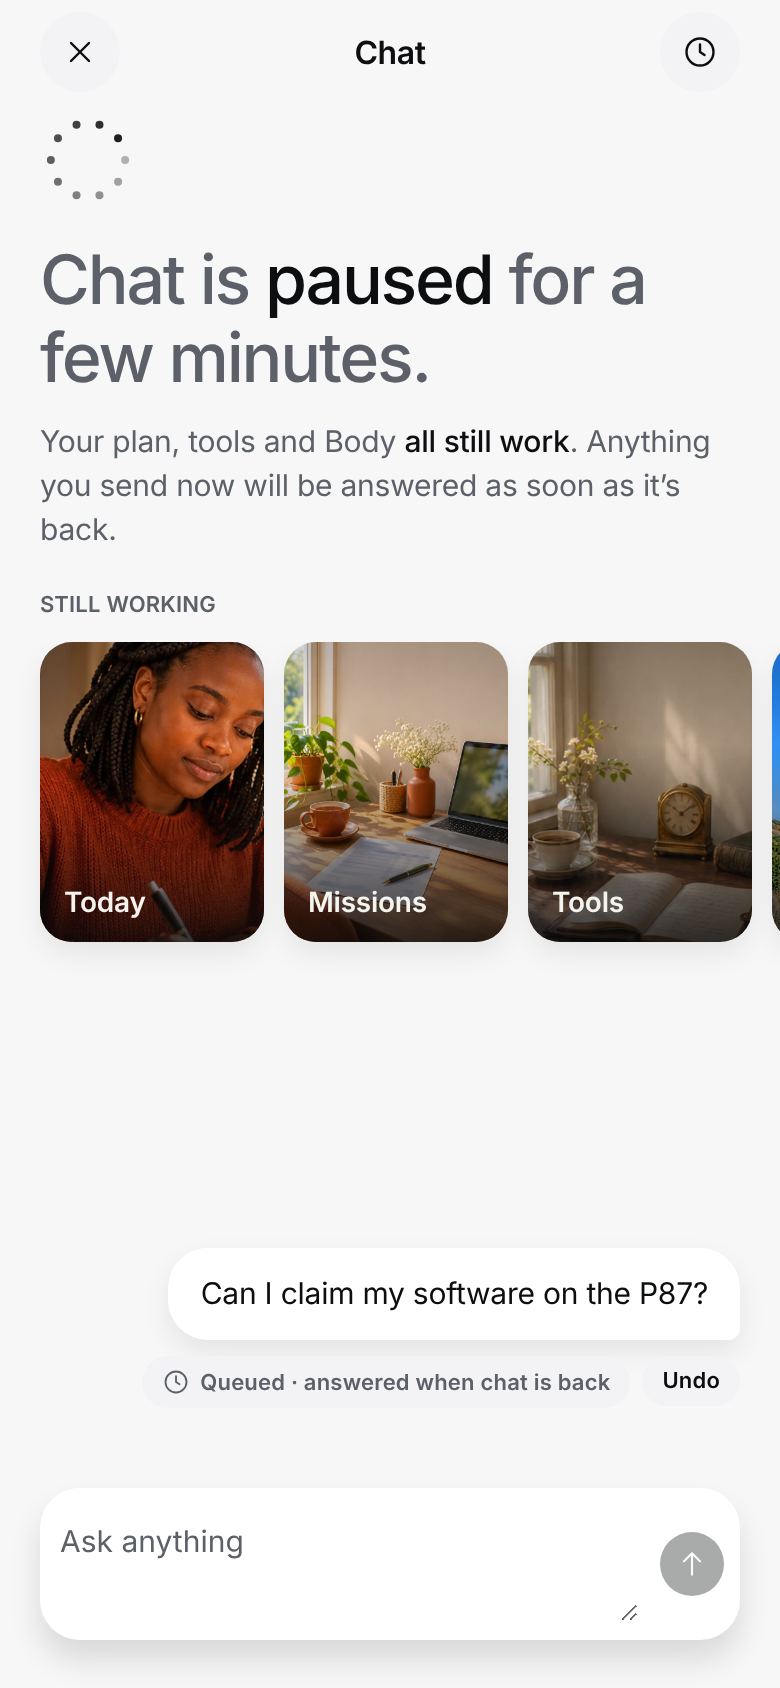 Chat
Chat is paused for a
few minutes.
Your plan, tools and Body all still work. Anything
you send now will be answered as soon as it’s
back.
STILL WORKING
Today
Missions
Tools
Can I claim my software on the P87?
Queued · answered when chat is back
Undo
Ask anything